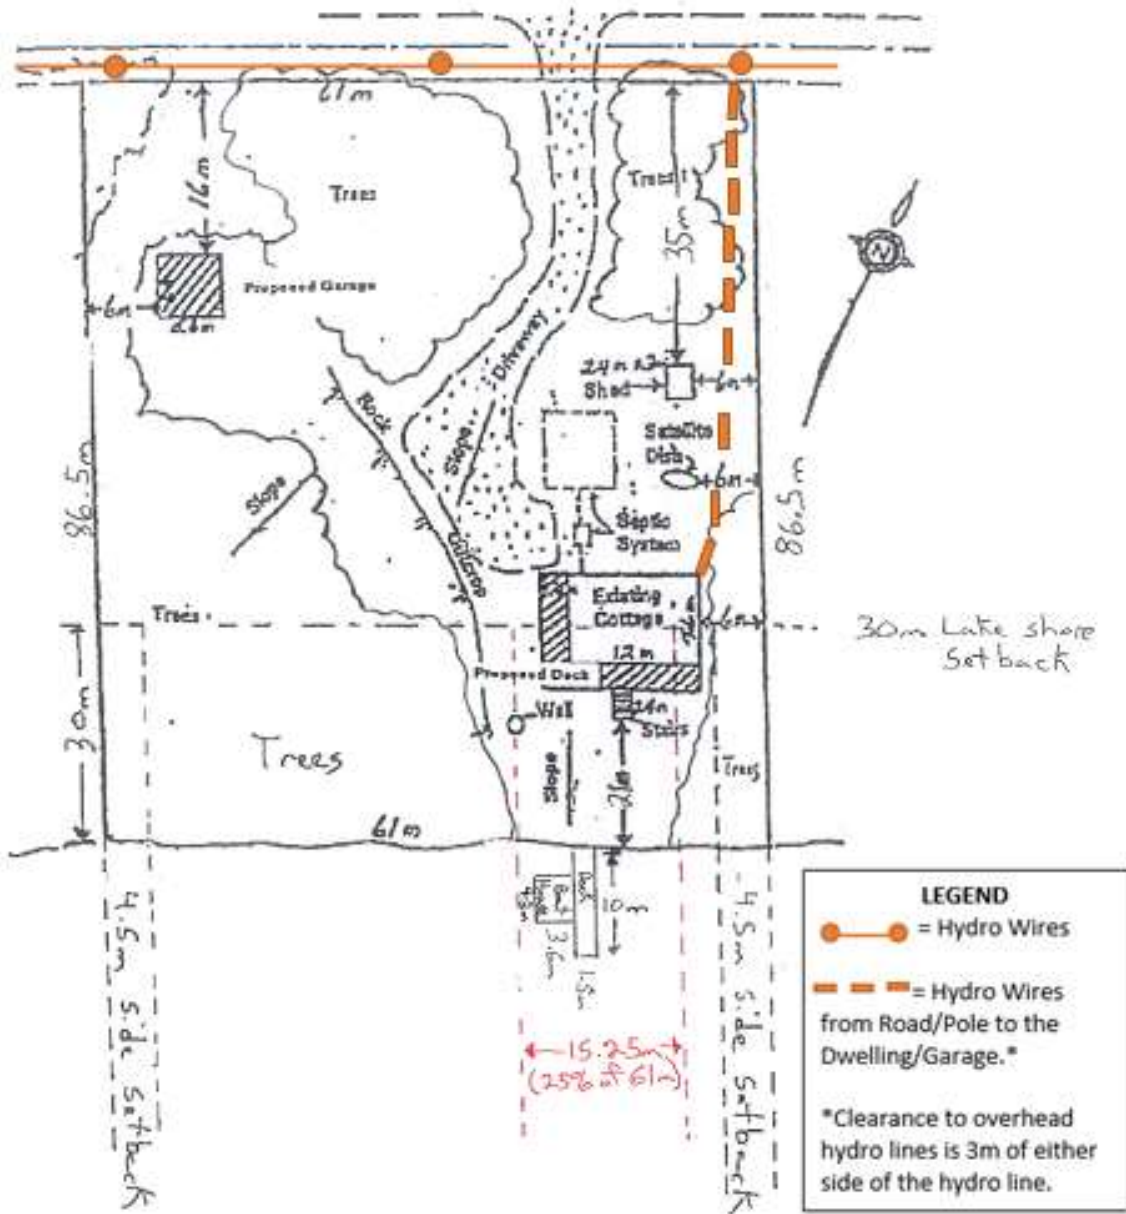 61m
16m
Trees
Trees
35m
N
Proposed Garage
6m
Driveway
Shed
6m
Rock
Satellite
Dish
Slope
6m
86.5m
Slope
Septic
System
86.5m
Outcrop
Existing
Cottage
Trees
6m
30m Lake shore
Setback
12m
Proposed Deck
30m
Well
Stairs
Trees
Slope
Trees
61m
Dock
10m
Boat
House
3.6m
1.5m
4.5m side setback
4.5m side setback
15.25m
(25% of 61m)
LEGEND
= Hydro Wires
= Hydro Wires
from Road/Pole to the
Dwelling/Garage.*
*Clearance to overhead
hydro lines is 3m of either
side of the hydro line.